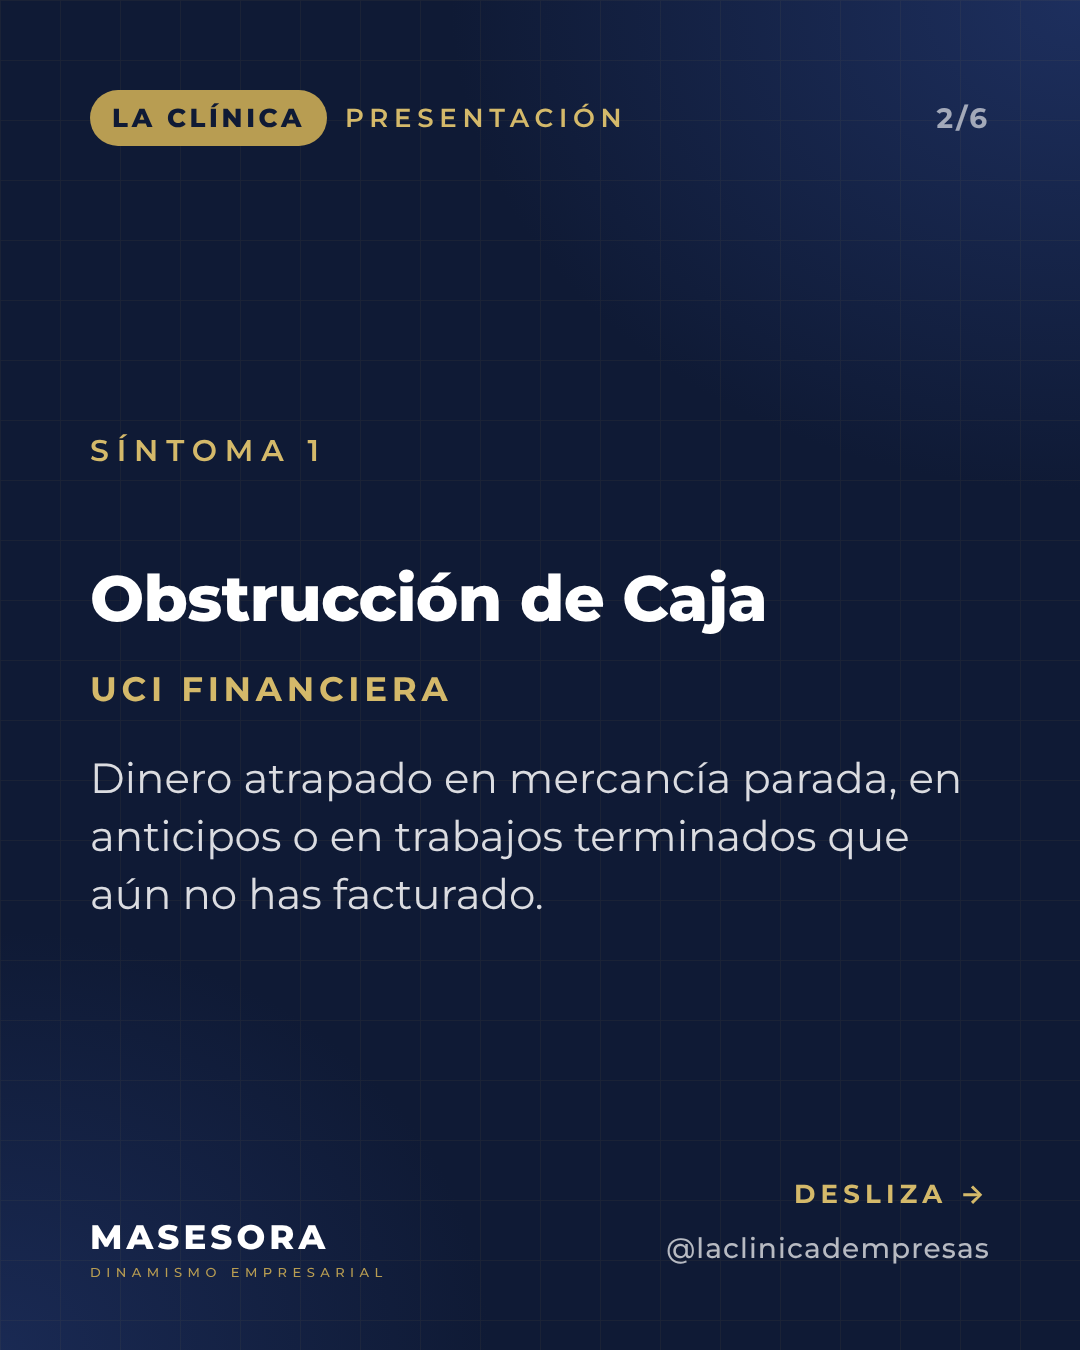 LA CLÍNICA PRESENTACIÓN 2/6
SÍNTOMA 1
Obstrucción de Caja
UCI FINANCIERA
Dinero atrapado en mercancía parada, en
anticipos o en trabajos terminados que
aún no has facturado.
DESLIZA →
MASESORA
DINAMISMO EMPRESARIAL
@laclinicadempresas